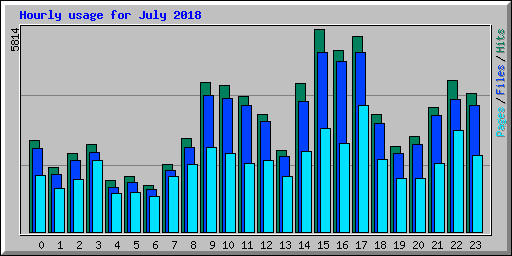 Hourly usage for July 2018
5814
Pages/Files/Hits
0 1 2 3 4 5 6 7 8 9 10 11 12 13 14 15 16 17 18 19 20 21 22 23